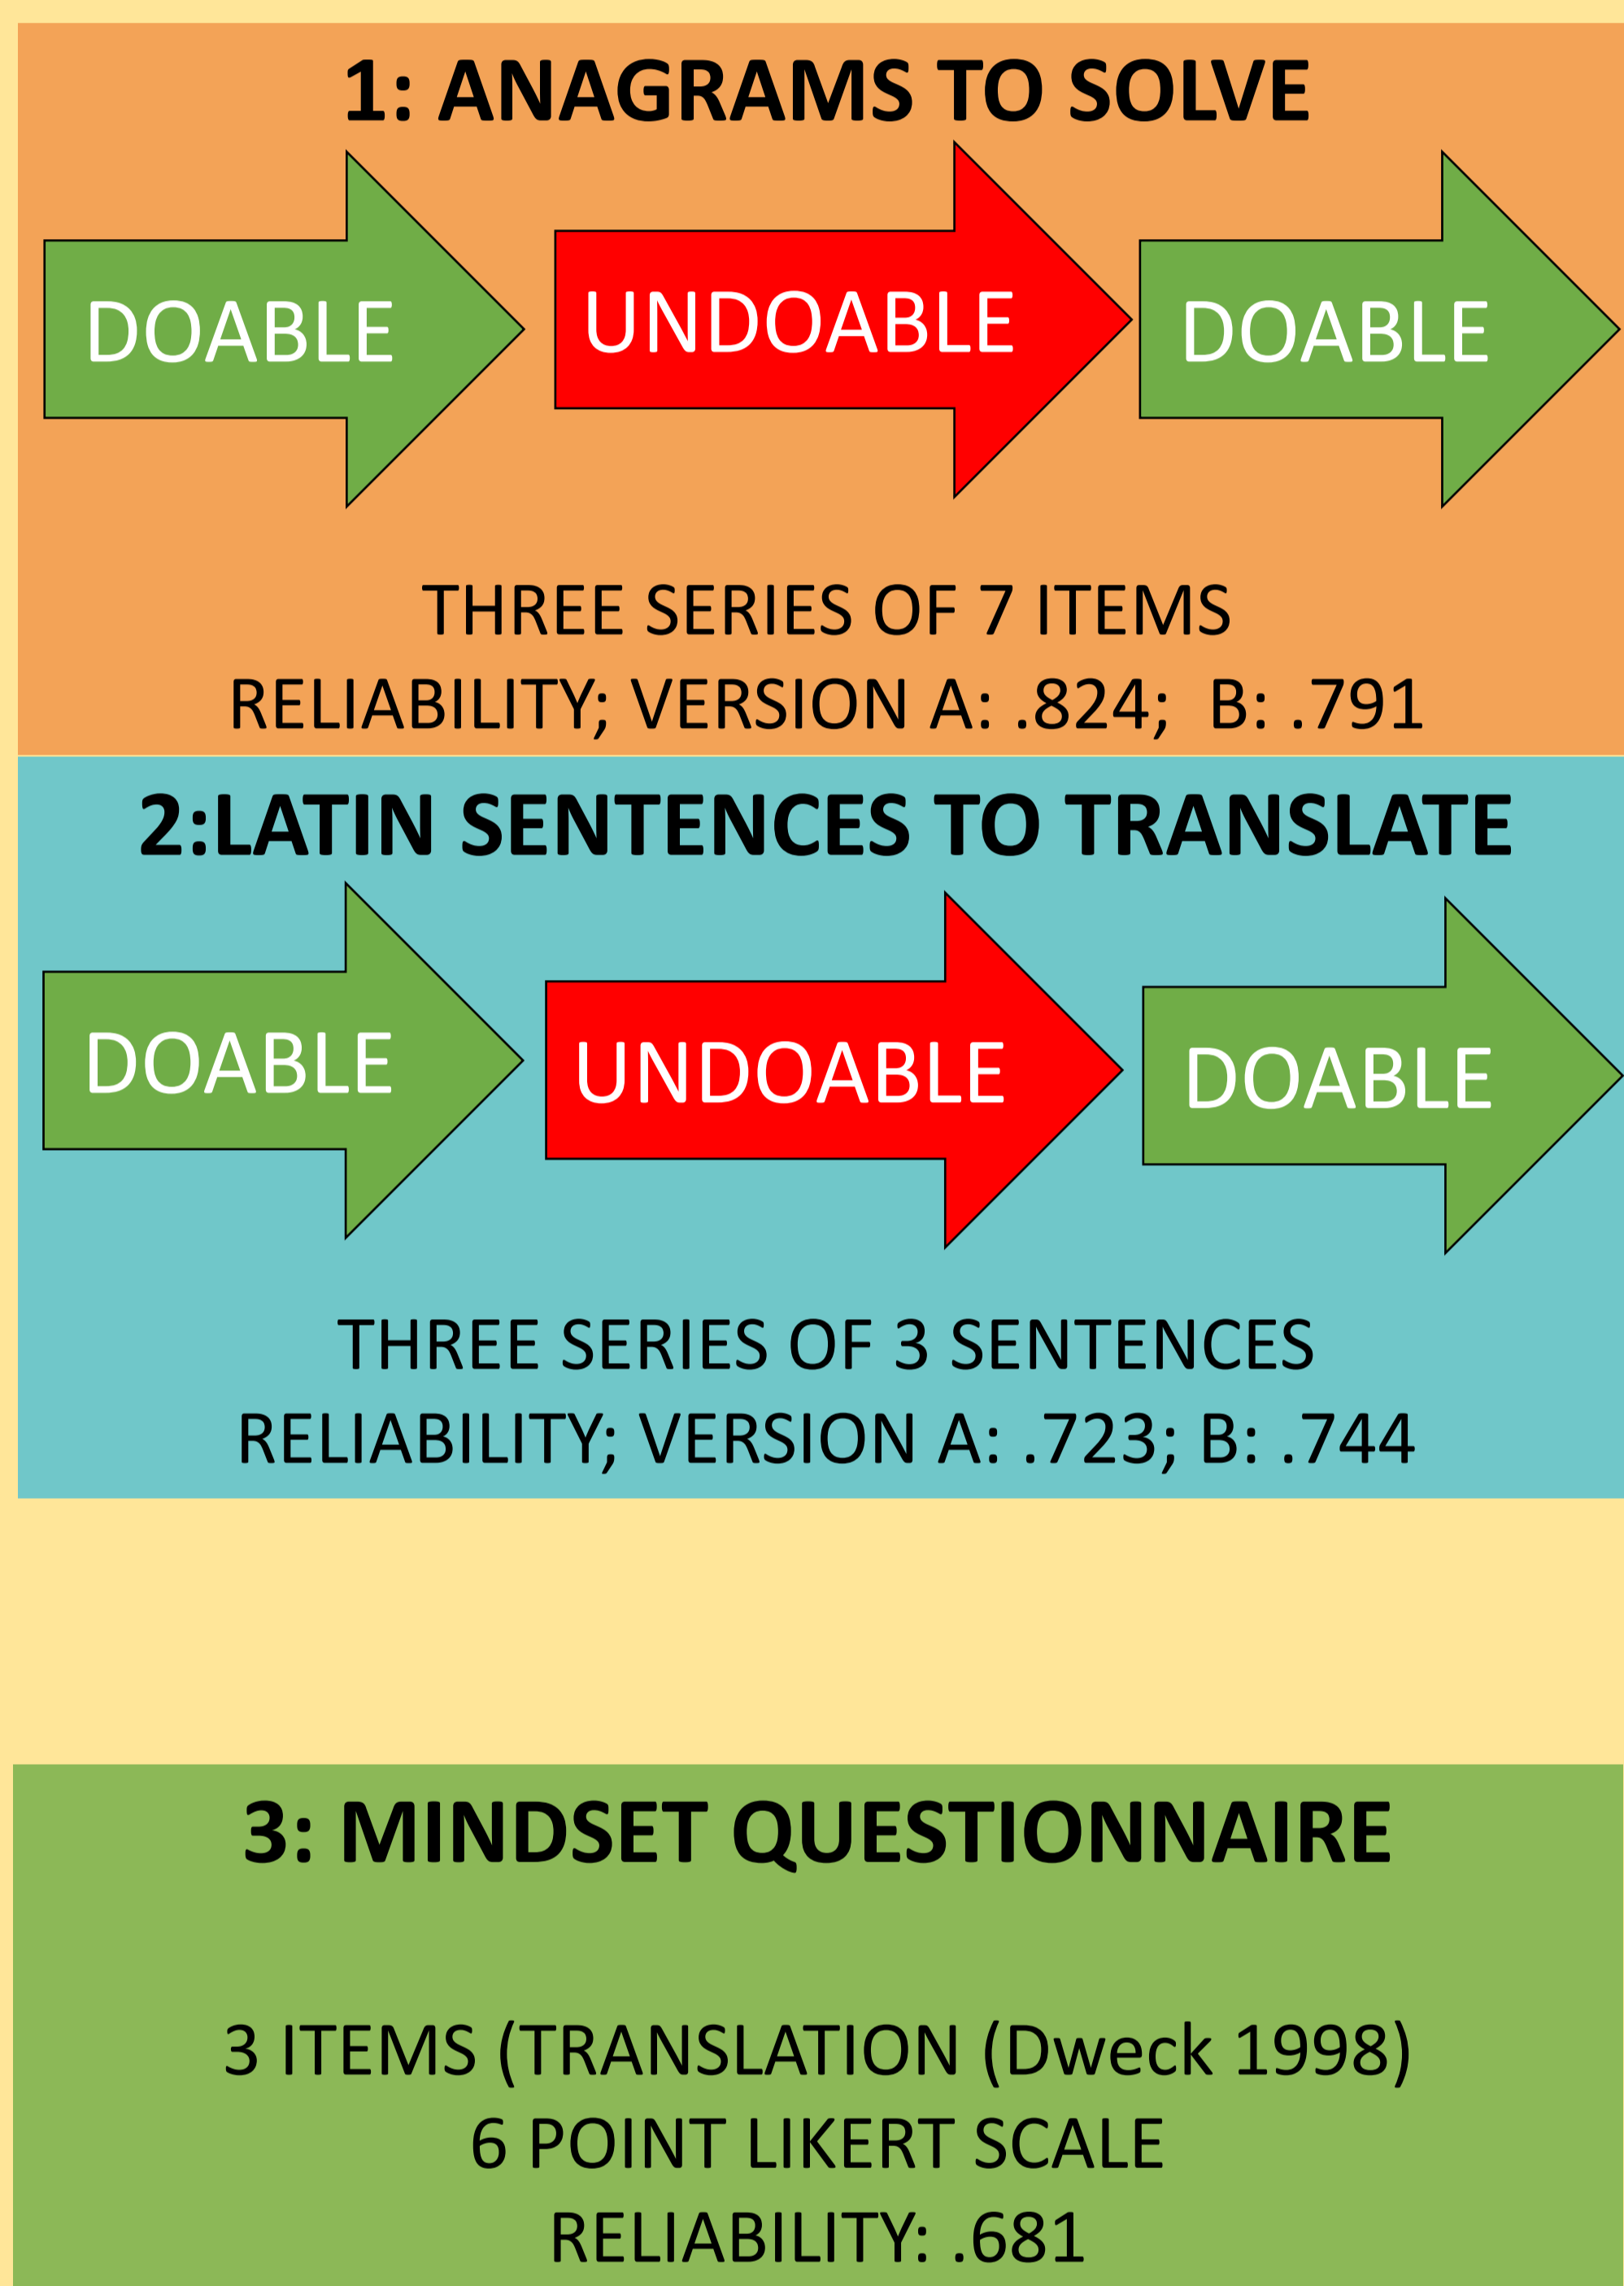 1: ANAGRAMS TO SOLVE
DOABLE
UNDOABLE
DOABLE
THREE SERIES OF 7 ITEMS
RELIABILITY; VERSION A: .824;  B: .791
2:LATIN SENTENCES TO TRANSLATE
DOABLE
UNDOABLE
DOABLE
THREE SERIES OF 3 SENTENCES
RELIABILITY; VERSION A: .723; B: .744
3: MINDSET QUESTIONNAIRE
3 ITEMS (TRANSLATION (Dweck 1998)
6 POINT LIKERT SCALE
RELIABILITY: .681